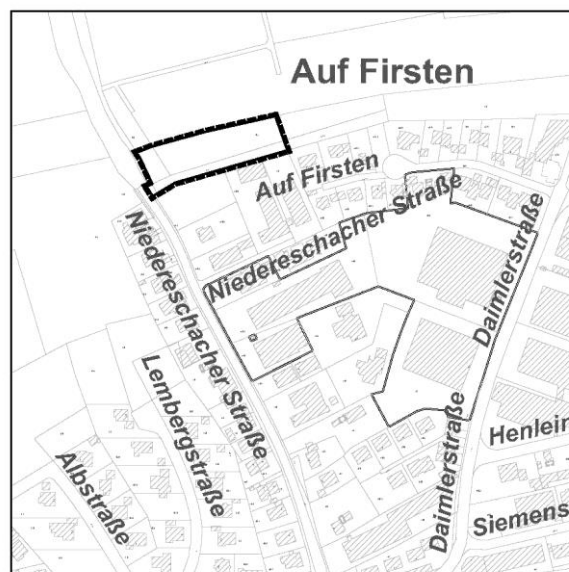 Auf Firsten
Auf Firsten
Niedereschacher Straße
Niedereschacher Straße
Daimlerstraße
Lembergstraße
Albstraße
Daimlerstraße
Henlein
Siemens